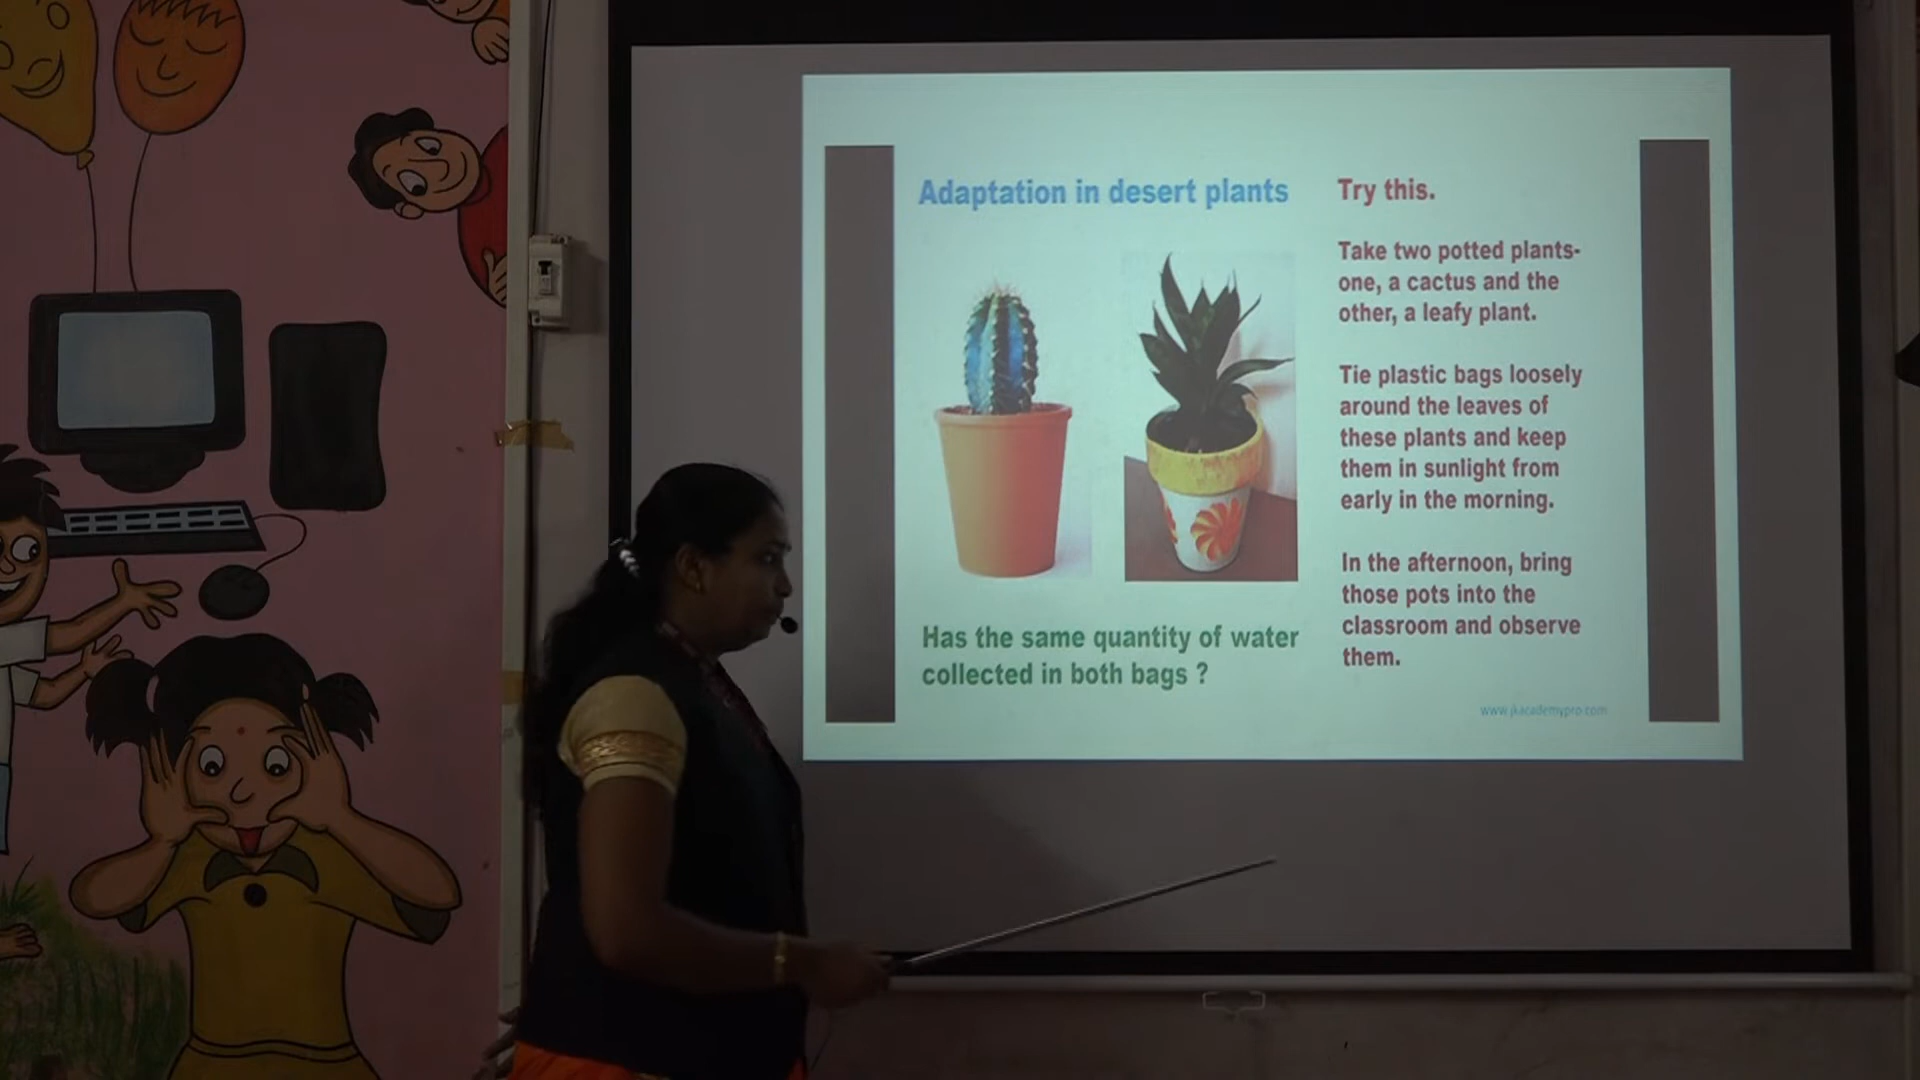 Adaptation in desert plants
Has the same quantity of water
collected in both bags ?
Try this.
Take two potted plants-
one, a cactus and the
other, a leafy plant.
Tie plastic bags loosely
around the leaves of
these plants and keep
them in sunlight from
early in the morning.
In the afternoon, bring
those pots into the
classroom and observe
them.
www.jkacademypro.com